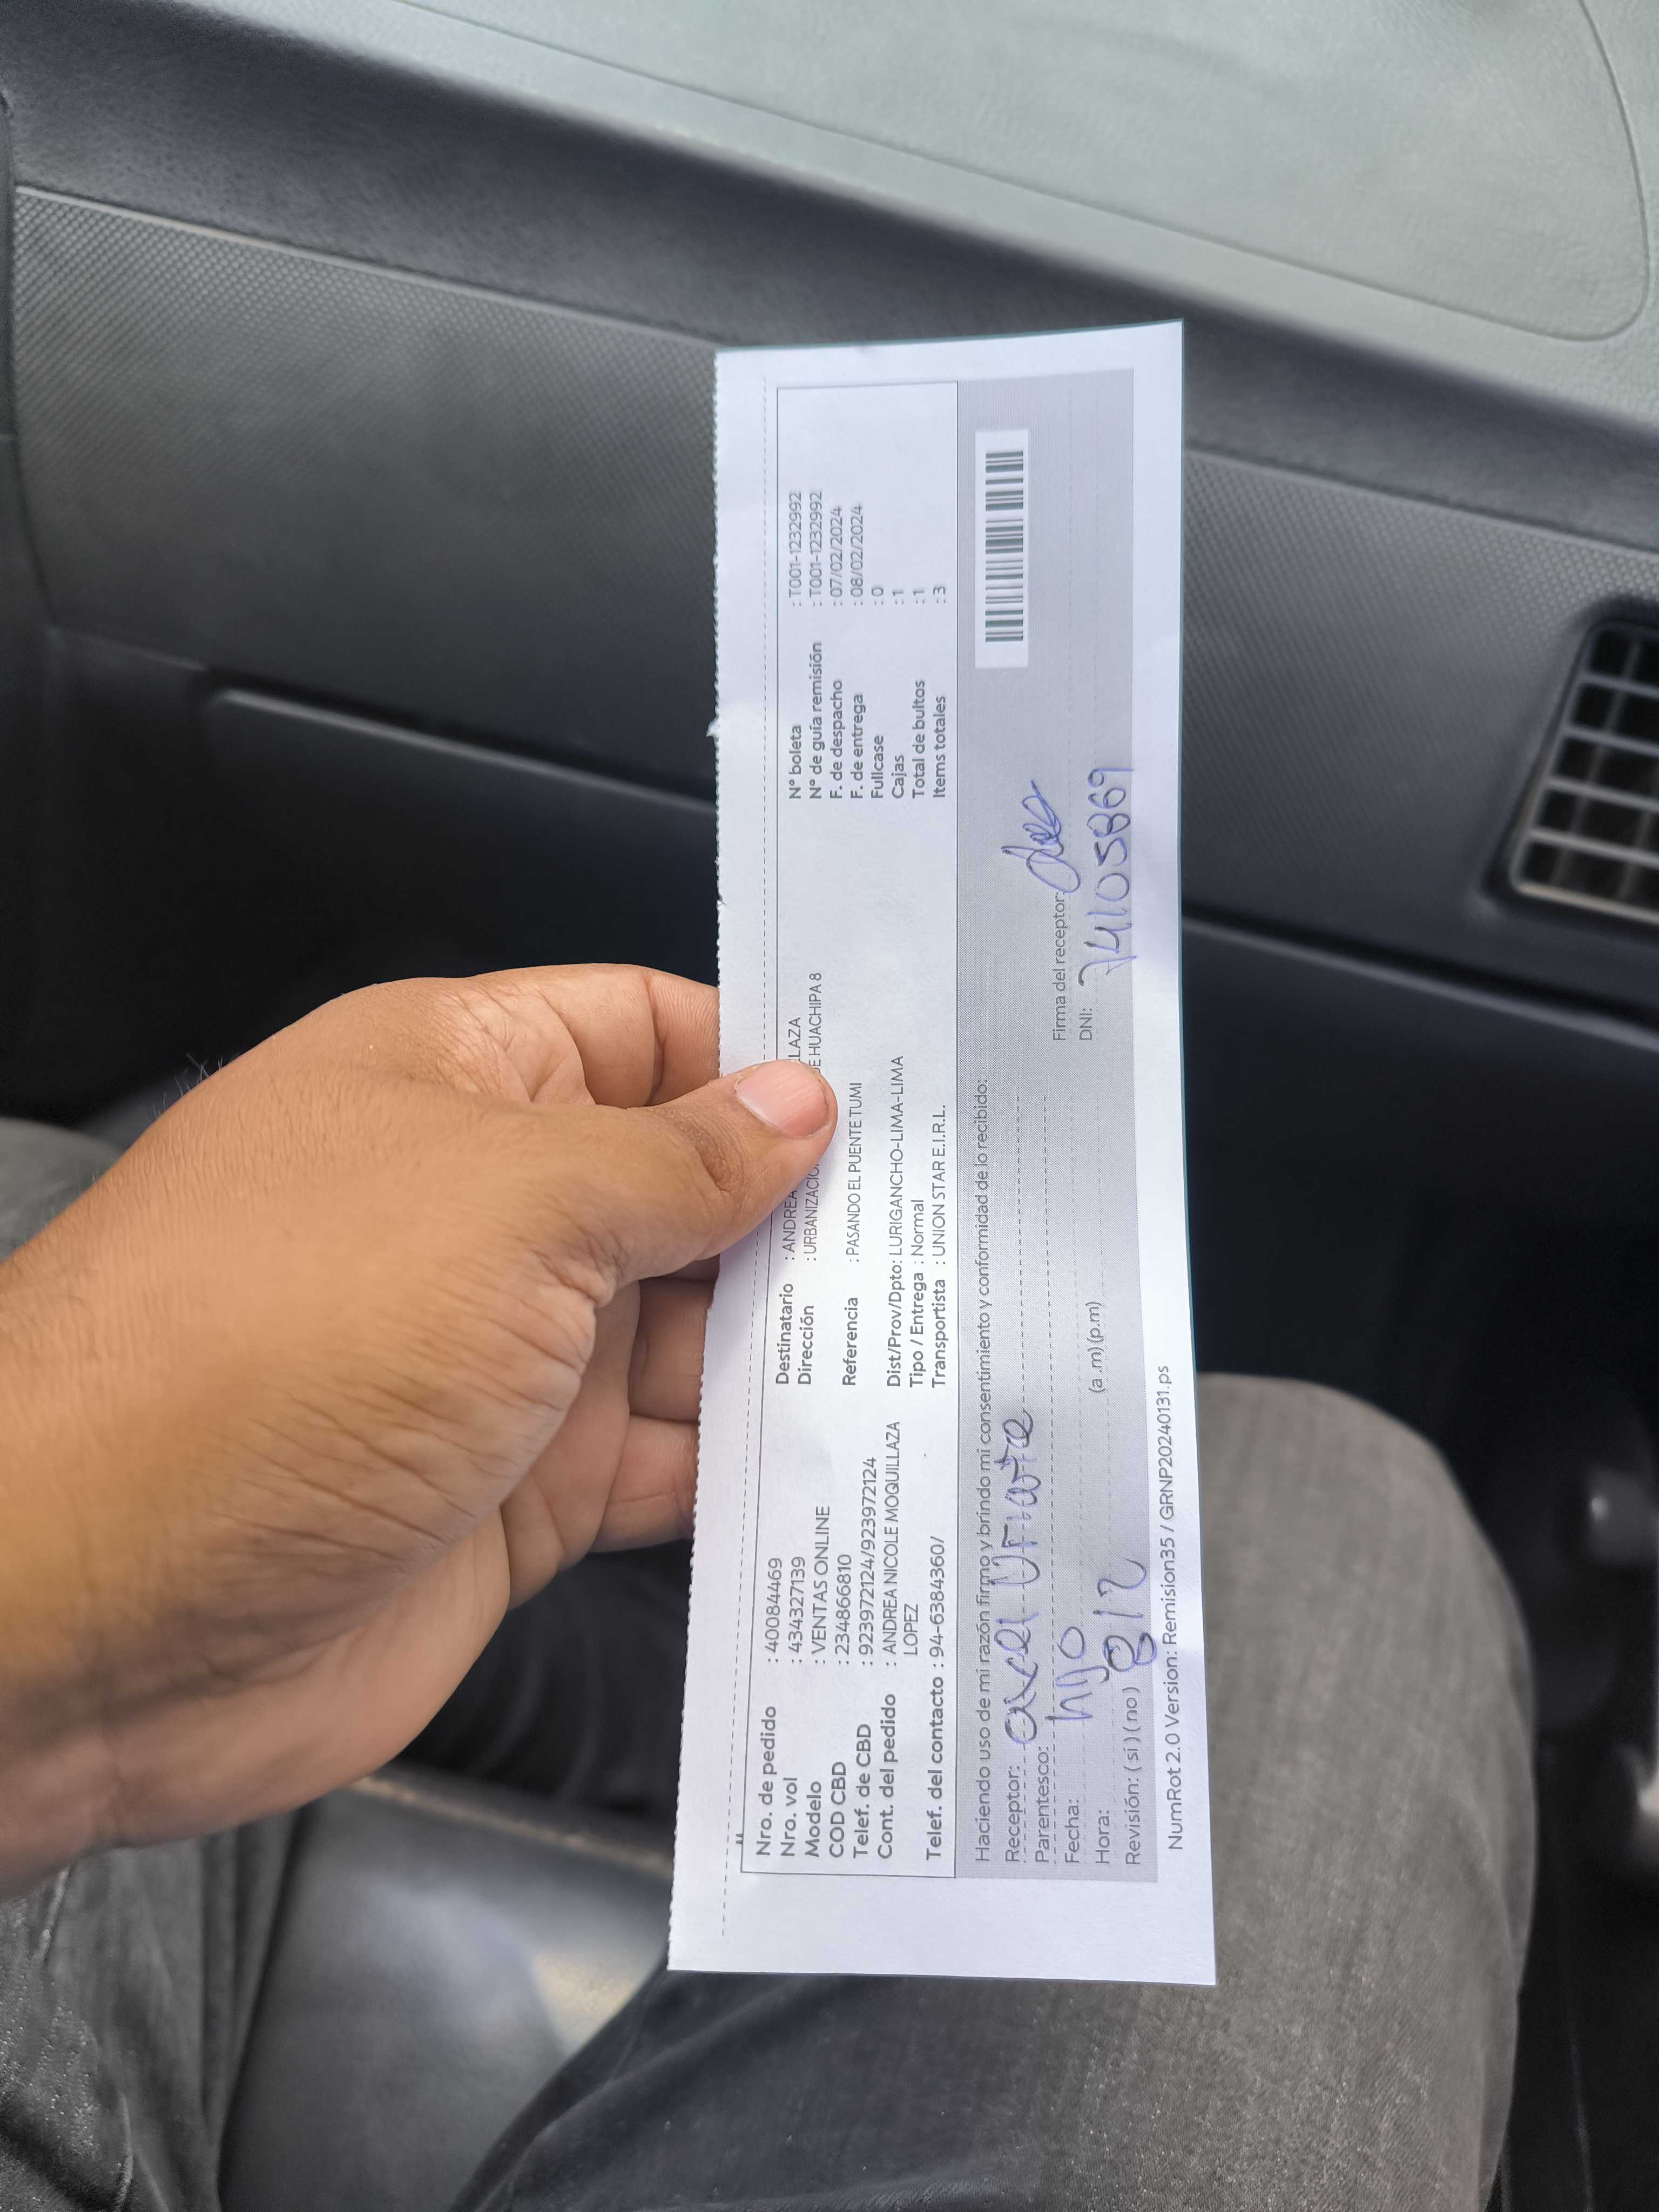 Nro. de pedido : 40084469
Nro. vol : 434327139
Modelo : VENTAS ONLINE
COD CBD : 234866810
Telef. de CBD : 923972124/923972124
Cont. del pedido : ANDREA NICOLE MOQUILLAZA
LOPEZ
Telef. del contacto : 94-6384360/
Destinatario : ANDREA LAZA
Dirección : URBANIZACIO DE HUACHIPA 8
Referencia : PASANDO EL PUENTE TUMI
Dist/Prov/Dpto: LURIGANCHO-LIMA-LIMA
Tipo / Entrega : Normal
Transportista : UNION STAR E.I.R.L.
N° boleta : T001-1232992
N° de guía remisión : T001-1232992
F. de despacho : 07/02/2024
F. de entrega : 08/02/2024
Fullcase : 0
Cajas : 1
Total de bultos : 1
Items totales : 3
Haciendo uso de mi razón firmo y brindo mi consentimiento y conformidad de lo recibido:
Receptor: axel Uriarte
Parentesco: hijo
Fecha: 8/2
Hora: (a .m) (p.m)
Revisión: ( si ) ( no )
Firma del receptor:
DNI: 74105869
NumRot 2.0 Version: Remision35 / GRNP20240131.ps